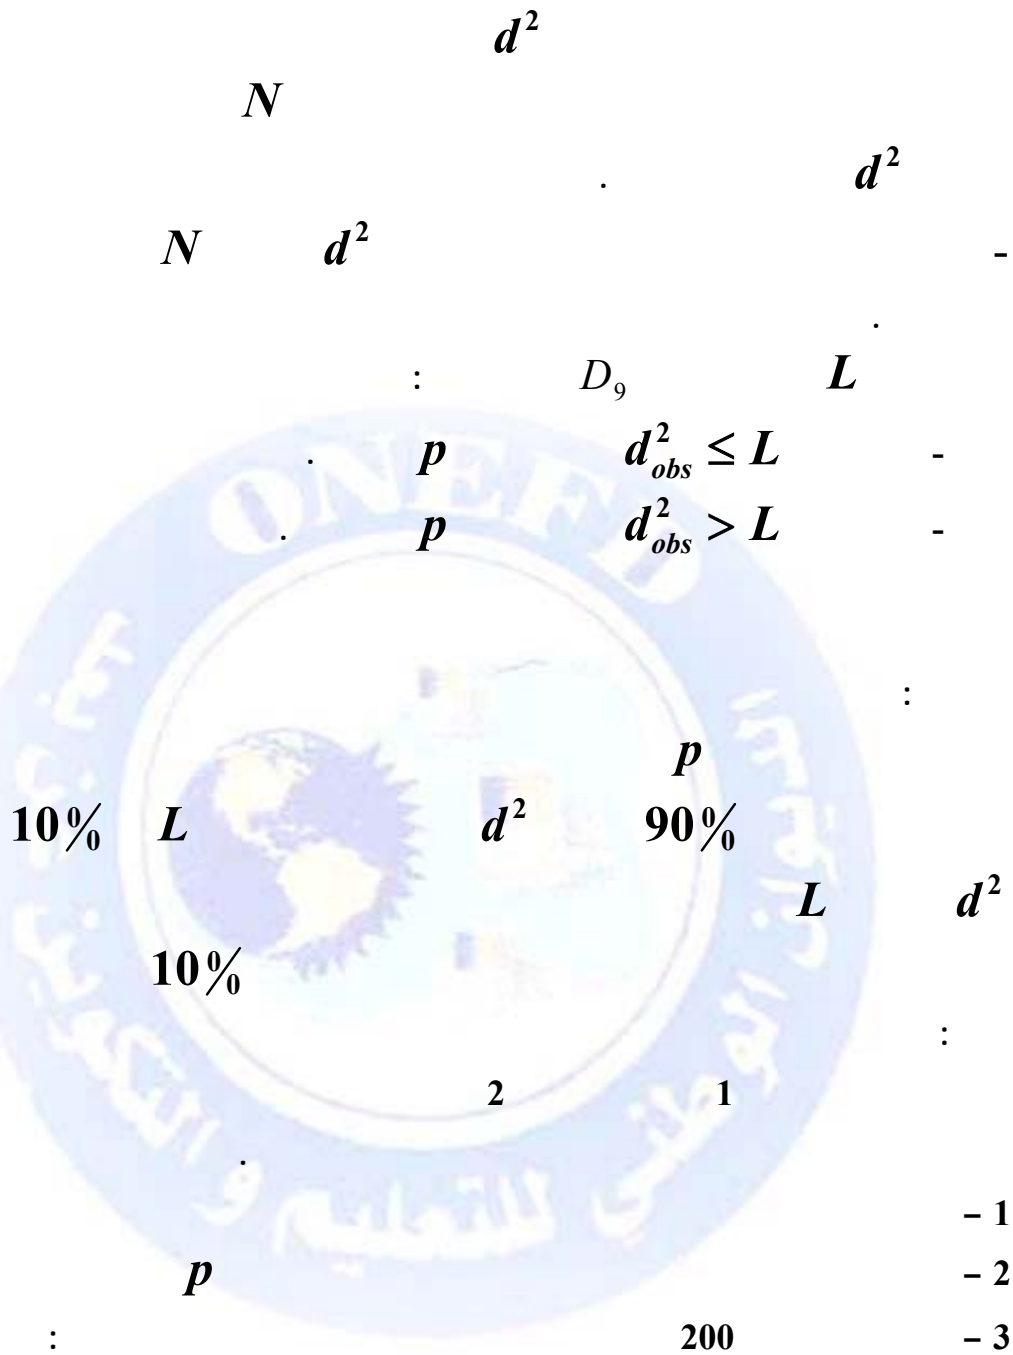 d²
N
d² .
- d² N
.
L D₉ :
- d²_obs ≤ L p .
- d²_obs > L p .
:
p
90% d² L 10%
d² L
10%
:
1 2
.
1 –
2 – p
3 – 200 :
ONEFD